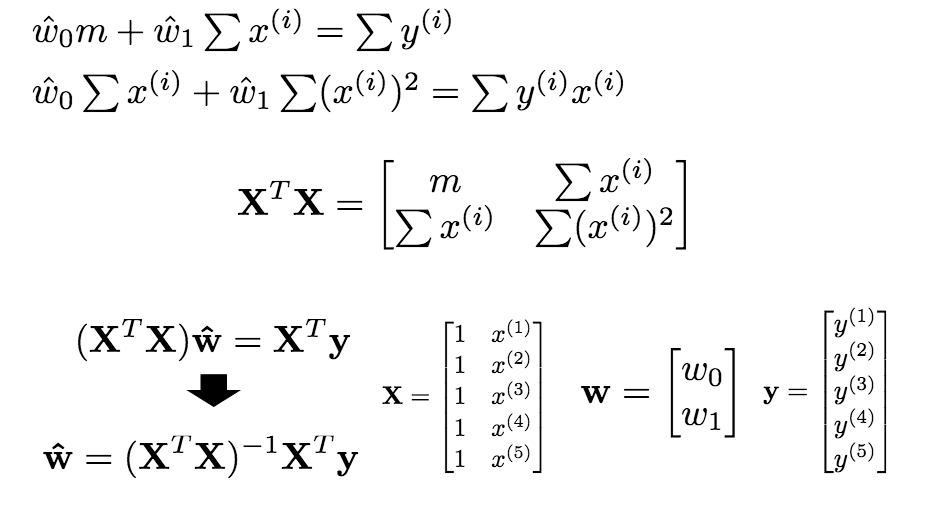 ŵ₀m + ŵ₁ ∑ x⁽ⁱ⁾ = ∑ y⁽ⁱ⁾
ŵ₀ ∑ x⁽ⁱ⁾ + ŵ₁ ∑(x⁽ⁱ⁾)² = ∑ y⁽ⁱ⁾x⁽ⁱ⁾
XᵀX = [m ∑ x⁽ⁱ⁾
∑ x⁽ⁱ⁾ ∑(x⁽ⁱ⁾)²]
(XᵀX)ŵ = Xᵀy
ŵ = (XᵀX)⁻¹Xᵀy
X = [1 x⁽¹⁾
1 x⁽²⁾
1 x⁽³⁾
1 x⁽⁴⁾
1 x⁽⁵⁾]
w = [w₀
w₁]
y = [y⁽¹⁾
y⁽²⁾
y⁽³⁾
y⁽⁴⁾
y⁽⁵⁾]